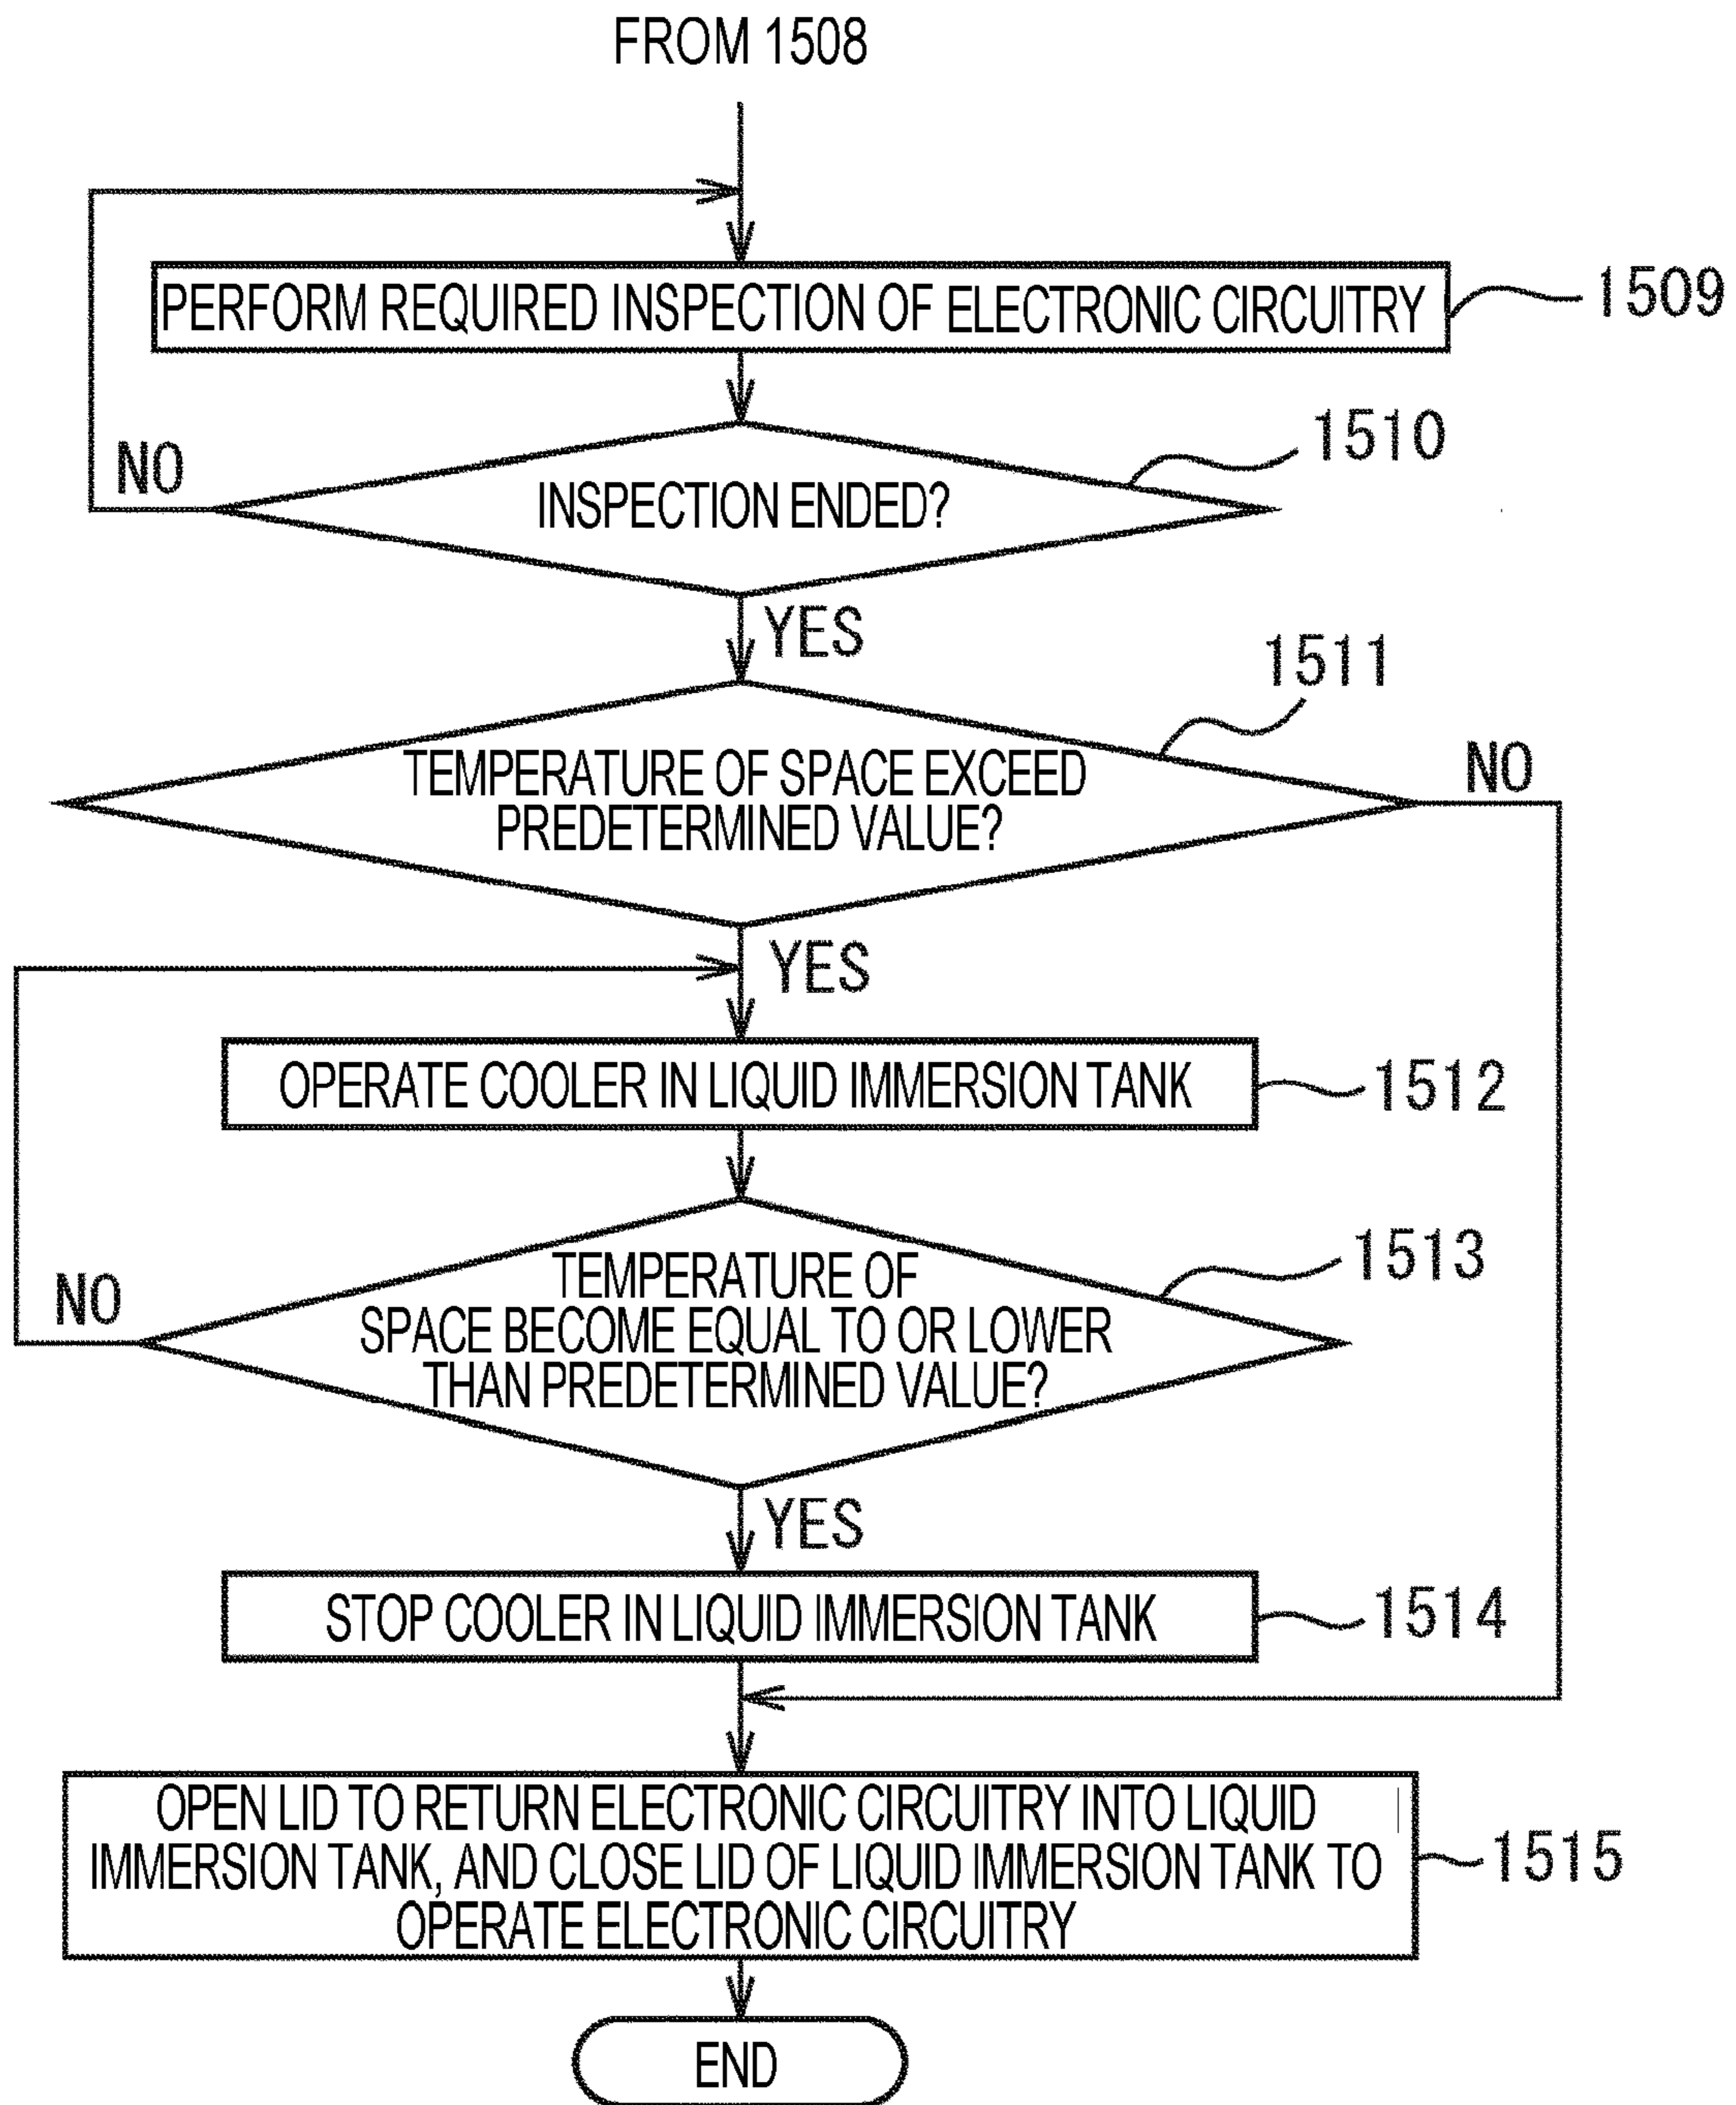 FROM 1508
PERFORM REQUIRED INSPECTION OF ELECTRONIC CIRCUITRY
1509
1510
NO
INSPECTION ENDED?
YES
1511
NO
TEMPERATURE OF SPACE EXCEED
PREDETERMINED VALUE?
YES
OPERATE COOLER IN LIQUID IMMERSION TANK
1512
1513
NO
TEMPERATURE OF
SPACE BECOME EQUAL TO OR LOWER
THAN PREDETERMINED VALUE?
YES
STOP COOLER IN LIQUID IMMERSION TANK
1514
OPEN LID TO RETURN ELECTRONIC CIRCUITRY INTO LIQUID
IMMERSION TANK, AND CLOSE LID OF LIQUID IMMERSION TANK TO
OPERATE ELECTRONIC CIRCUITRY
1515
END